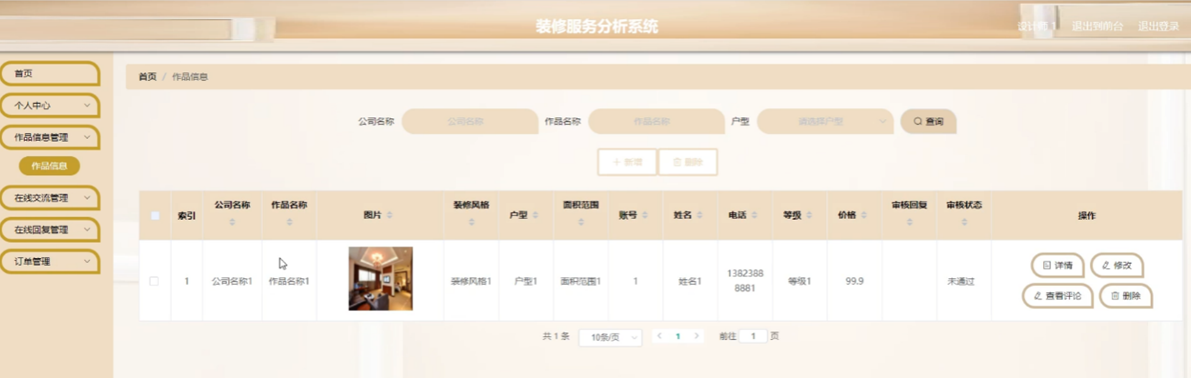 装修服务分析系统
设计师 1 退出到前台 退出登录
首页
个人中心
作品信息管理
作品信息
在线交流管理
在线回复管理
订单管理
首页 / 作品信息
公司名称 公司名称 作品名称 作品名称 户型 请选择户型 查询
+ 新增 删除
索引 公司名称 作品名称 图片 装修风格 户型 面积范围 账号 姓名 电话 等级 价格 审核回复 审核状态 操作
1 公司名称1 作品名称1 装修风格1 户型1 面积范围1 1 姓名1 13823888881 等级1 99.9 未通过
详情 修改
查看评论 删除
共 1 条 10条/页 < 1 > 前往 1 页